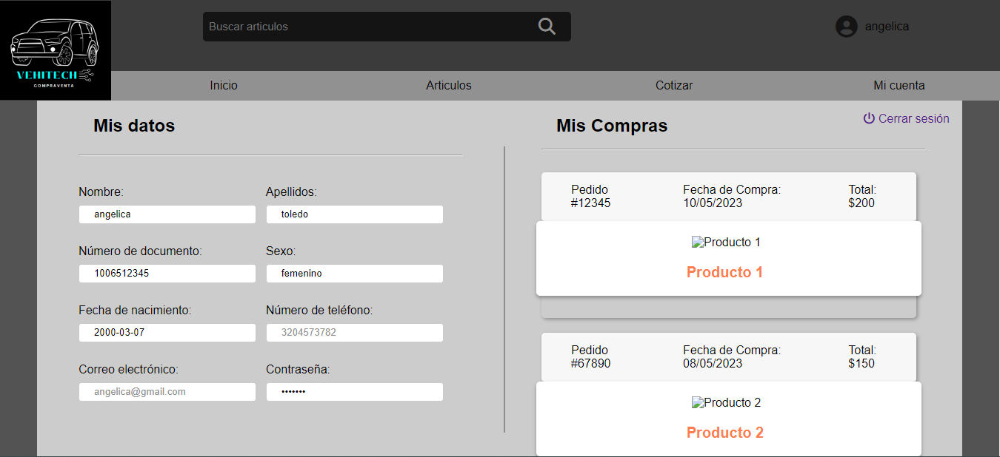 VEHITECH
COMPRAVENTA
Buscar articulos
angelica
Inicio Articulos Cotizar Mi cuenta
Cerrar sesión
Mis datos
Nombre: Apellidos:
angelica toledo
Número de documento: Sexo:
1006512345 femenino
Fecha de nacimiento: Número de teléfono:
2000-03-07 3204573782
Correo electrónico: Contraseña:
angelica@gmail.com •••••••
Mis Compras
Pedido Fecha de Compra: Total:
#12345 10/05/2023 $200
Producto 1
Producto 1
Pedido Fecha de Compra: Total:
#67890 08/05/2023 $150
Producto 2
Producto 2